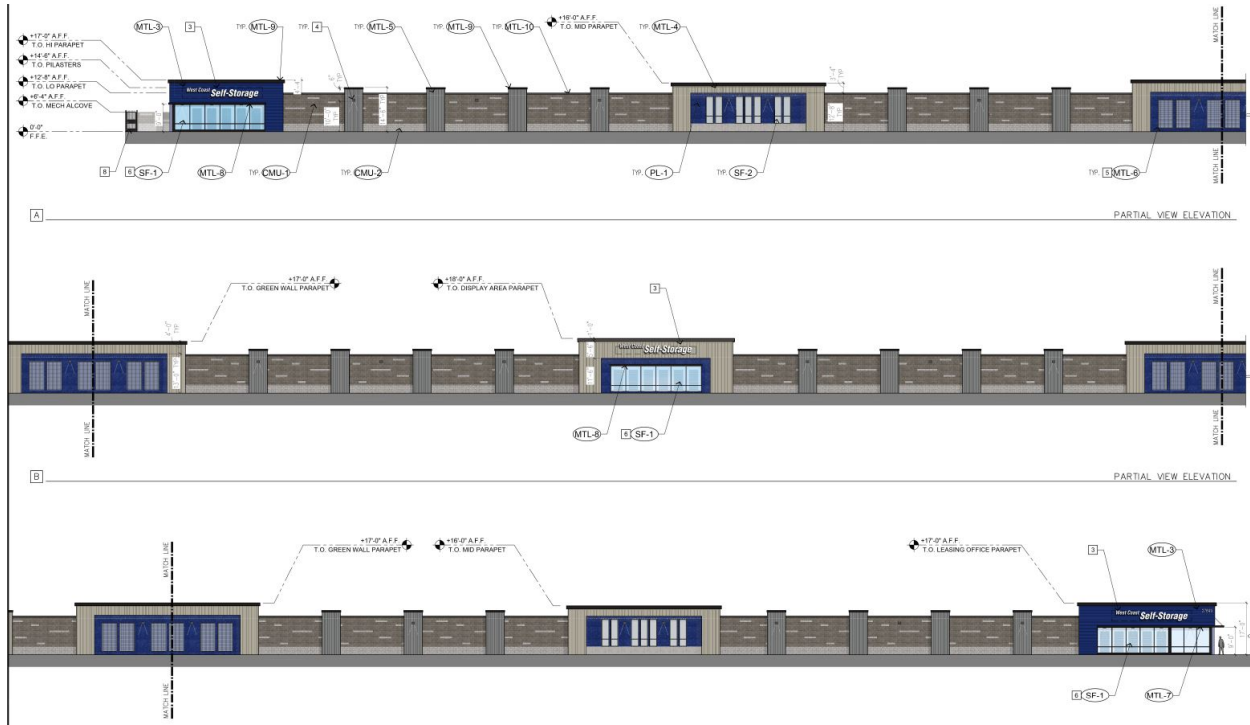 MTL-3
3
TYP. MTL-9
TYP. 4
TYP. MTL-5
TYP. MTL-9
TYP. MTL-10
+16'-0" A.F.F.
T.O. MID PARAPET
TYP. MTL-4
MATCH LINE
+17'-0" A.F.F.
T.O. HI PARAPET
+14'-6" A.F.F.
T.O. PILASTERS
+12'-8" A.F.F.
T.O. LO PARAPET
+6'-4" A.F.F.
T.O. MECH ALCOVE
0'-0"
F.F.E.
West Coast Self-Storage
8
6 SF-1
MTL-8
TYP. CMU-1
TYP. CMU-2
TYP. PL-1
TYP. SF-2
TYP. 5 MTL-6
MATCH LINE
A
PARTIAL VIEW ELEVATION
MATCH LINE
+17'-0" A.F.F.
T.O. GREEN WALL PARAPET
+18'-0" A.F.F.
T.O. DISPLAY AREA PARAPET
3
MATCH LINE
West Coast Self-Storage
MATCH LINE
MTL-8
6 SF-1
MATCH LINE
B
PARTIAL VIEW ELEVATION
MATCH LINE
+17'-0" A.F.F.
T.O. GREEN WALL PARAPET
+16'-0" A.F.F.
T.O. MID PARAPET
+17'-0" A.F.F.
T.O. LEASING OFFICE PARAPET
3
MTL-3
West Coast Self-Storage
MATCH LINE
6 SF-1
MTL-7